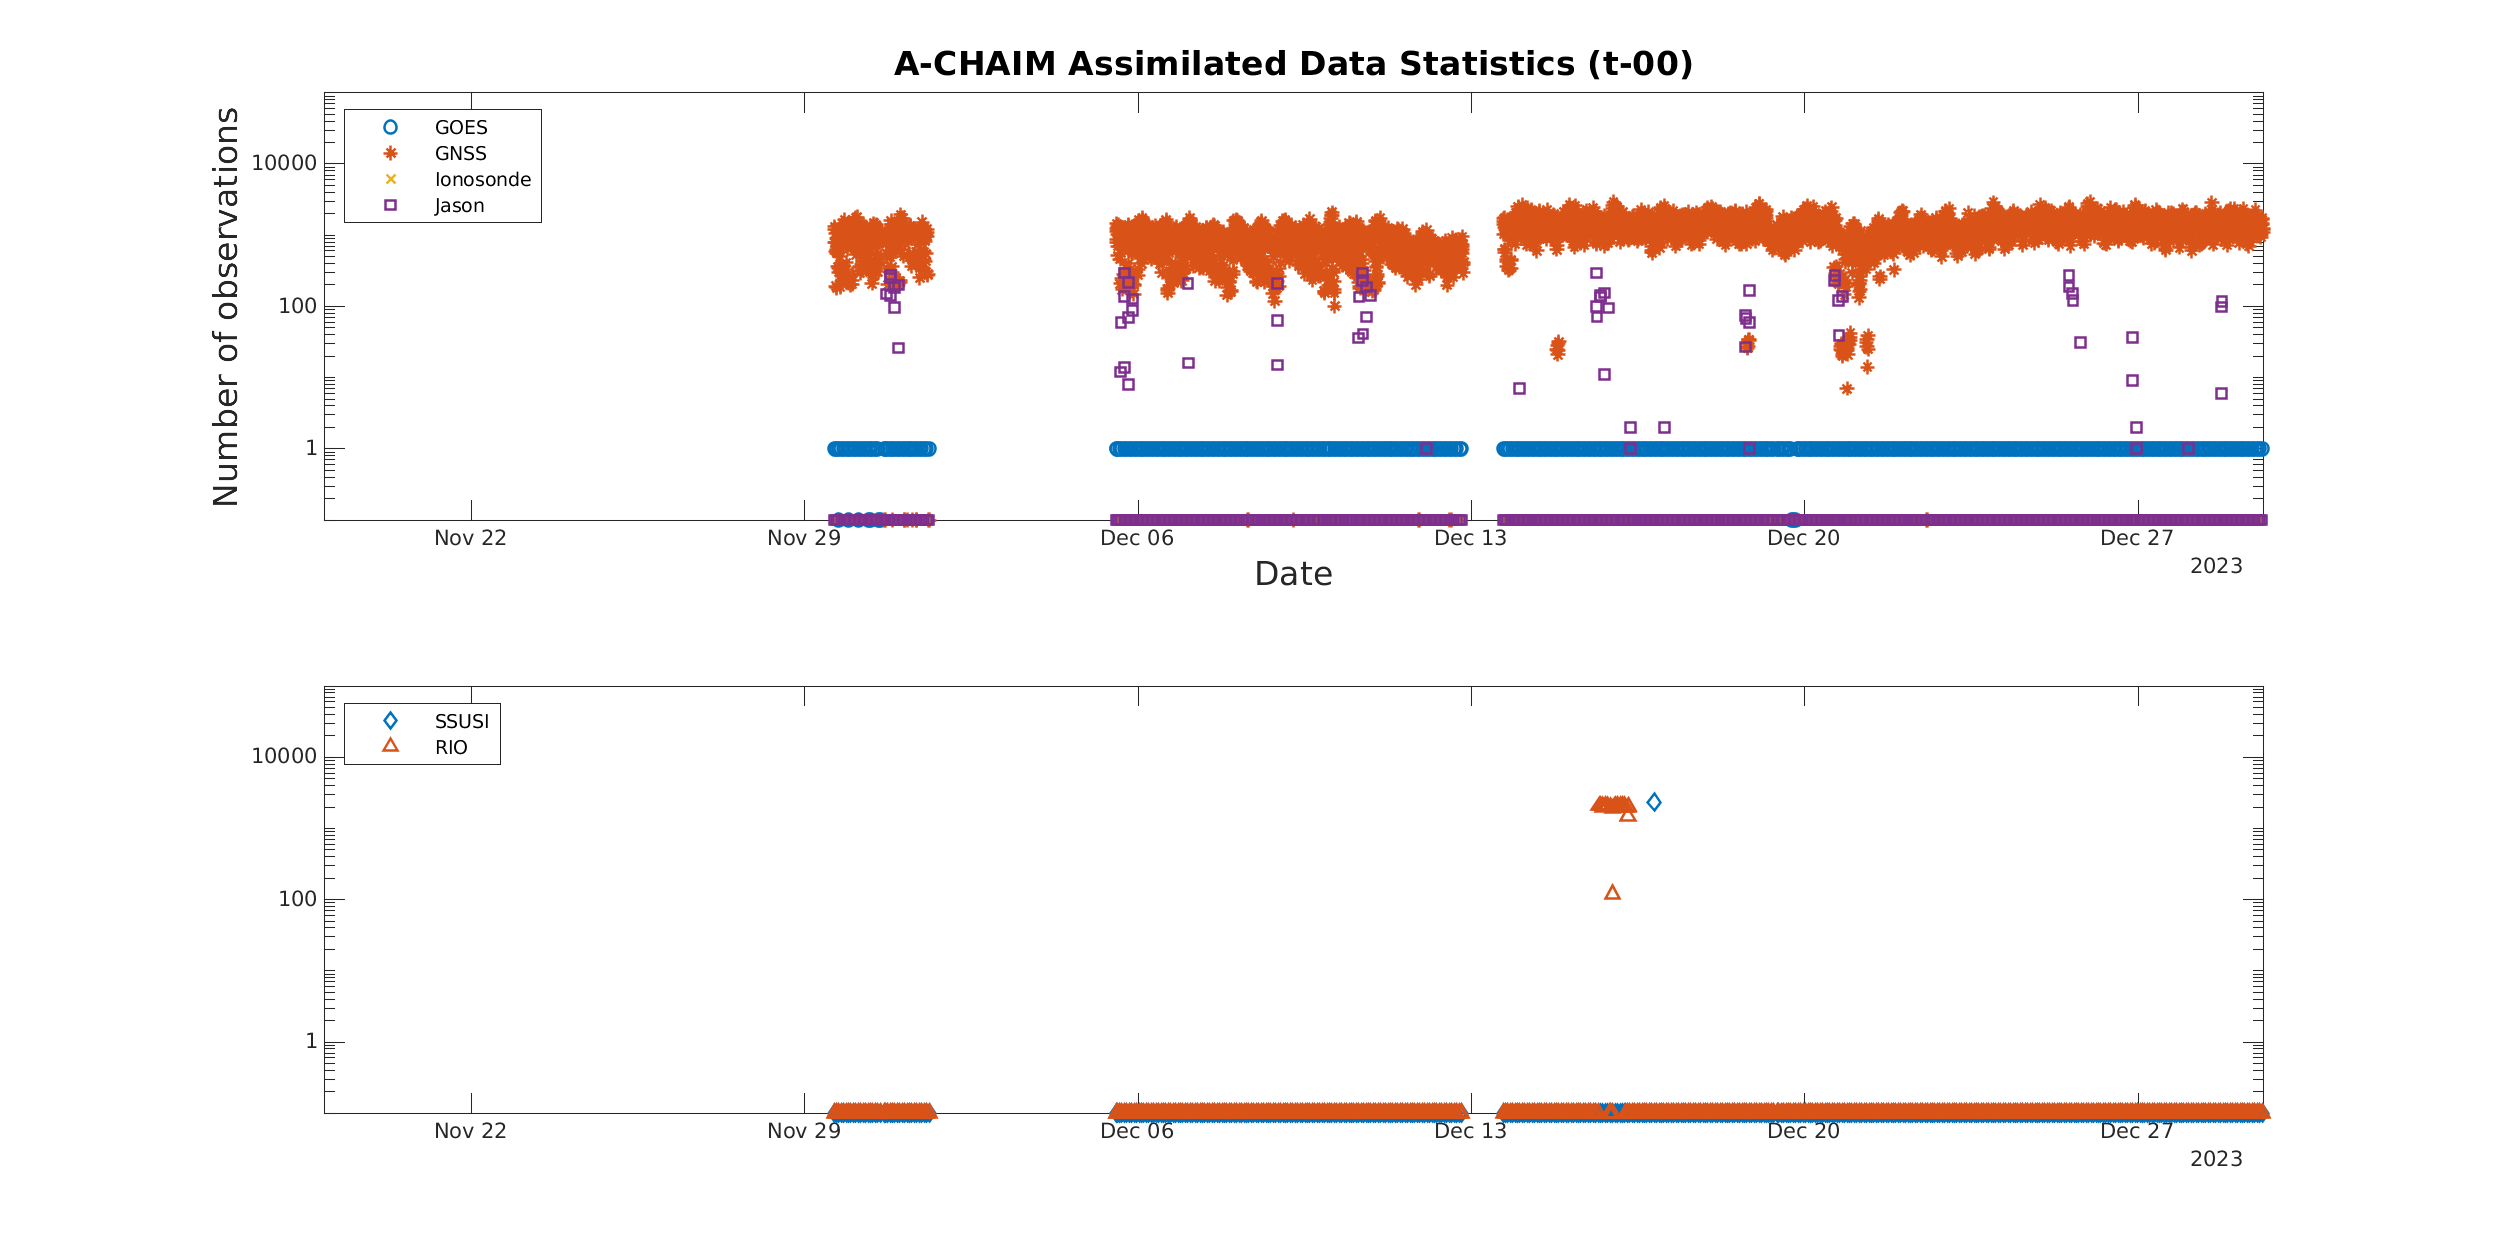 A-CHAIM Assimilated Data Statistics (t-00)
Number of observations
10000
100
1
GOES
GNSS
Ionosonde
Jason
Nov 22 Nov 29 Dec 06 Dec 13 Dec 20 Dec 27
2023
Date
10000
100
1
SSUSI
RIO
Nov 22 Nov 29 Dec 06 Dec 13 Dec 20 Dec 27
2023